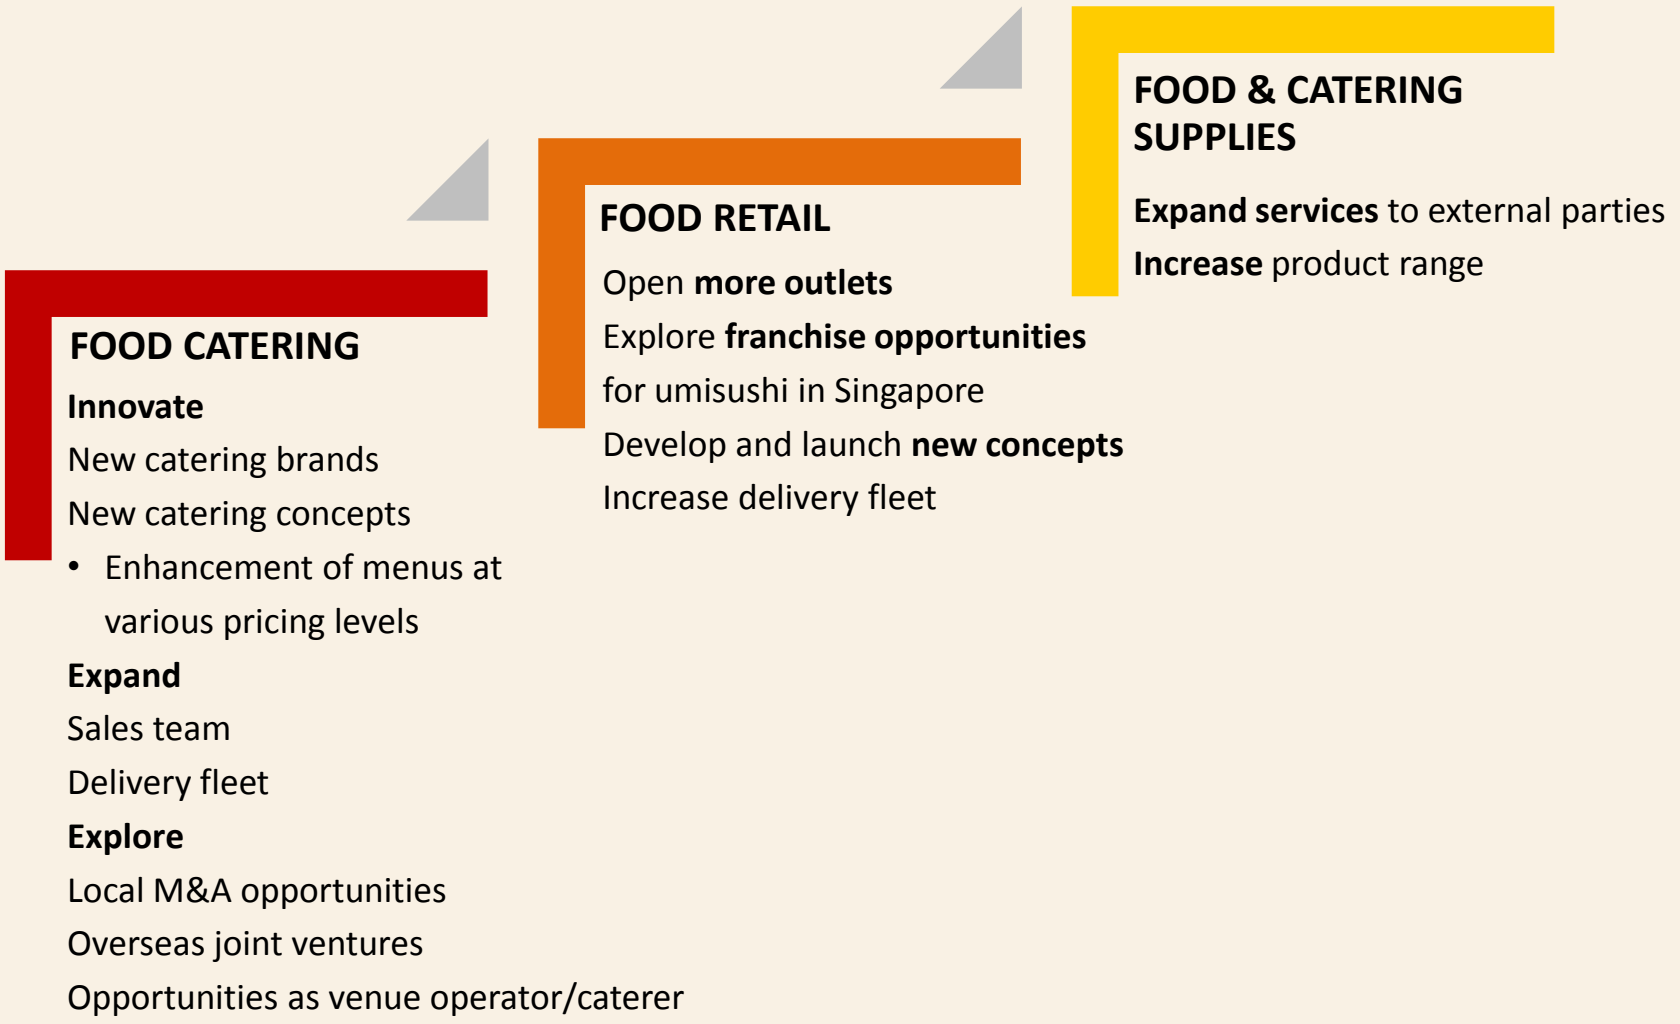 FOOD CATERING
Innovate
New catering brands
New catering concepts
• Enhancement of menus at
various pricing levels
Expand
Sales team
Delivery fleet
Explore
Local M&A opportunities
Overseas joint ventures
Opportunities as venue operator/caterer
FOOD RETAIL
Open more outlets
Explore franchise opportunities
for umisushi in Singapore
Develop and launch new concepts
Increase delivery fleet
FOOD & CATERING
SUPPLIES
Expand services to external parties
Increase product range